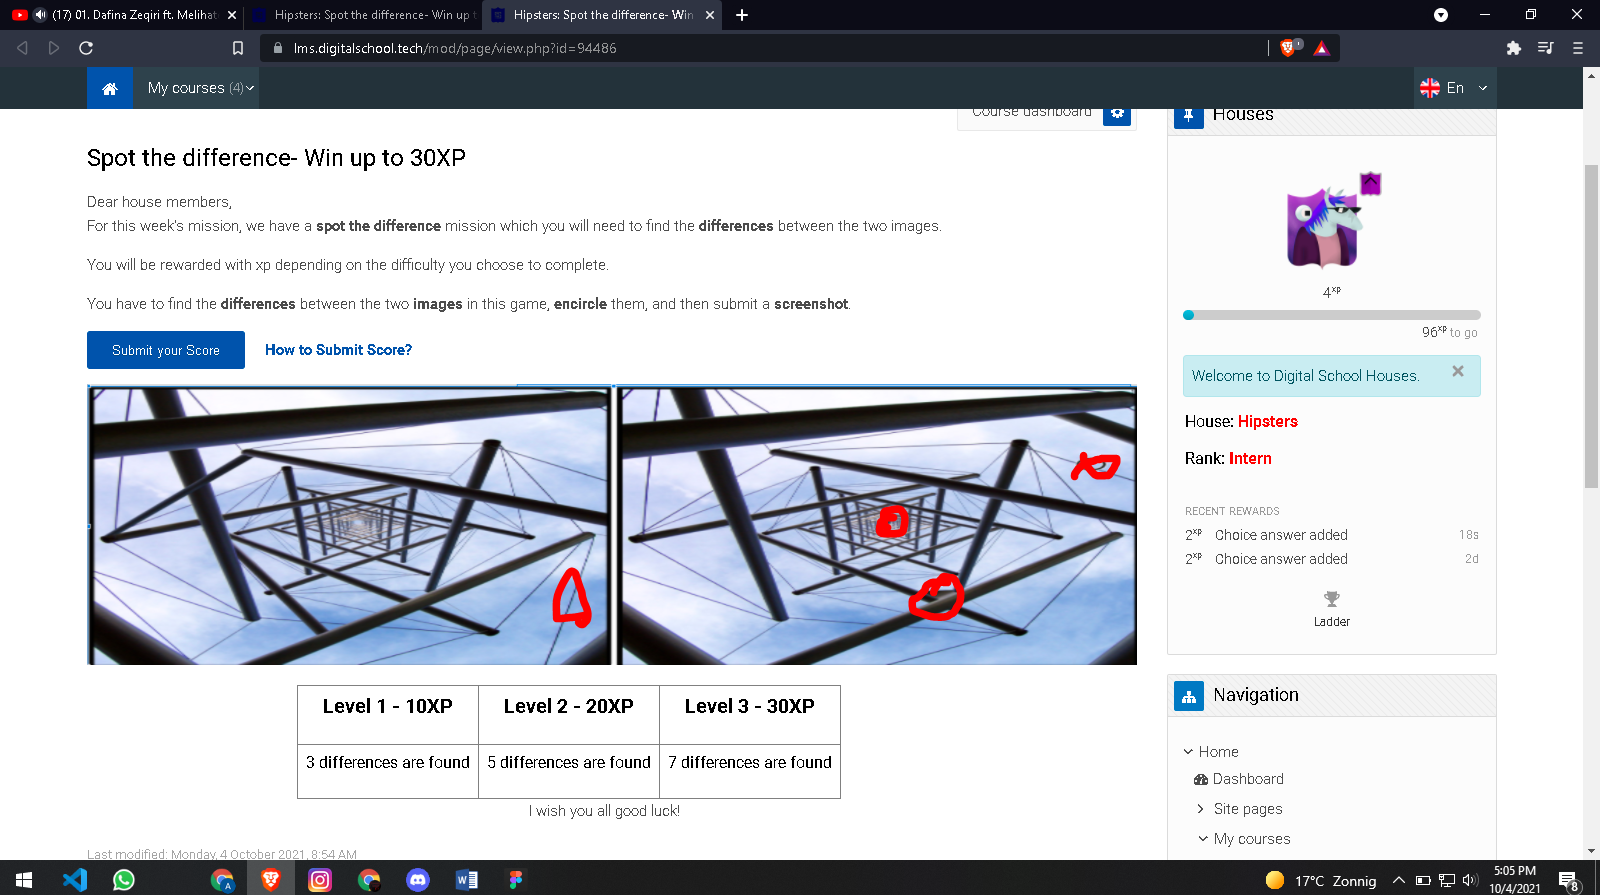 (17) 01. Dafina Zeqiri ft. Melihate
Hipsters: Spot the difference- Win up t
Hipsters: Spot the difference- Win
lms.digitalschool.tech/mod/page/view.php?id=94486
My courses (4)
En
Course dashboard
Houses
Spot the difference- Win up to 30XP
Dear house members,
For this week's mission, we have a spot the difference mission which you will need to find the differences between the two images.
You will be rewarded with xp depending on the difficulty you choose to complete.
You have to find the differences between the two images in this game, encircle them, and then submit a screenshot.
Submit your Score
How to Submit Score?
4xp
96xp to go
Welcome to Digital School Houses.
House: Hipsters
Rank: Intern
RECENT REWARDS
2xp Choice answer added 18s
2xp Choice answer added 2d
Ladder
Level 1 - 10XP Level 2 - 20XP Level 3 - 30XP
3 differences are found 5 differences are found 7 differences are found
I wish you all good luck!
Last modified: Monday, 4 October 2021, 8:54 AM
Navigation
Home
Dashboard
Site pages
My courses
17°C Zonnig
5:05 PM
10/4/2021
8